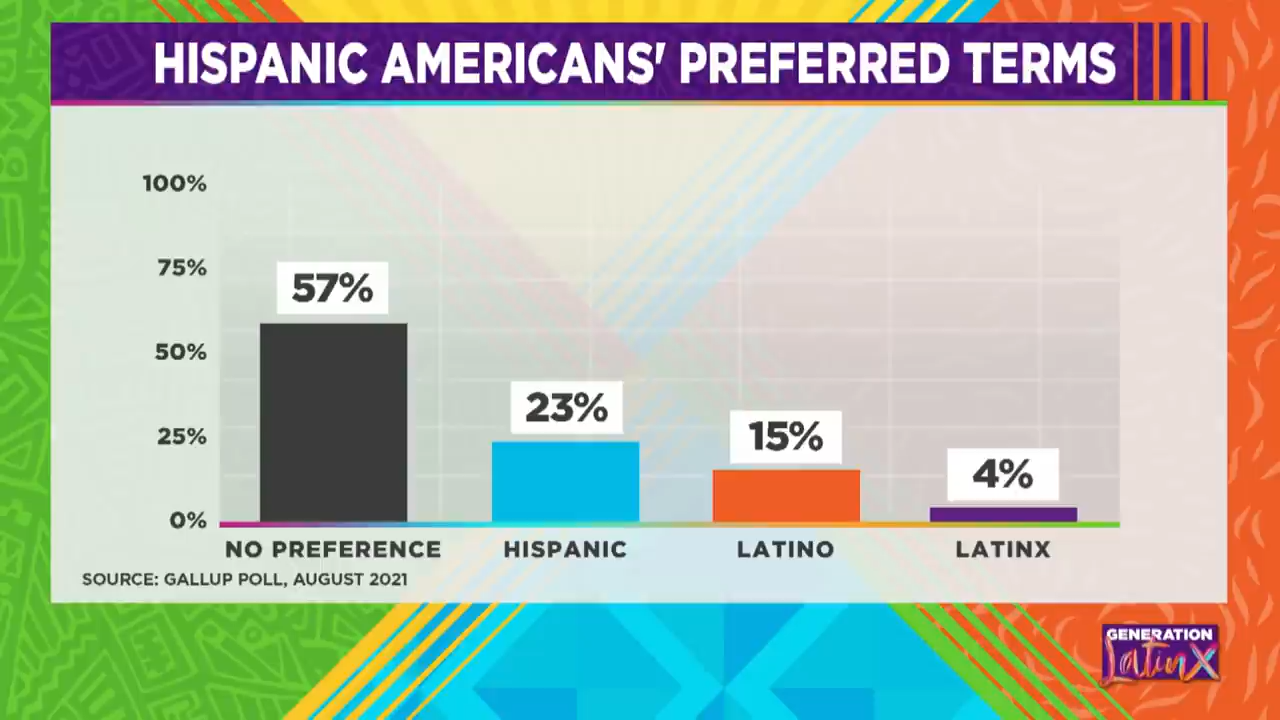 HISPANIC AMERICANS' PREFERRED TERMS
100%
75%
50%
25%
0%
57%
23%
15%
4%
NO PREFERENCE
HISPANIC
LATINO
LATINX
SOURCE: GALLUP POLL, AUGUST 2021
GENERATION
LatinX